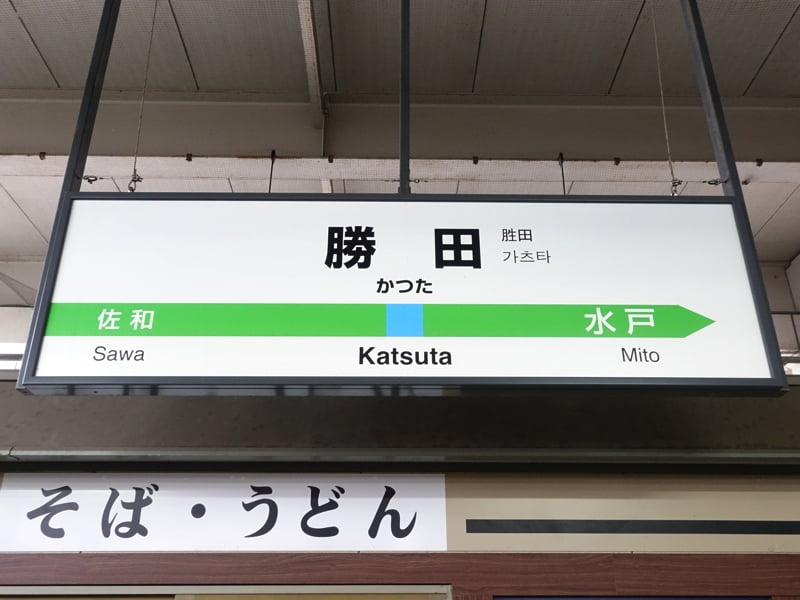 勝田
胜田
가츠타
かつた
佐和
水戸
Sawa
Katsuta
Mito
そば・うどん